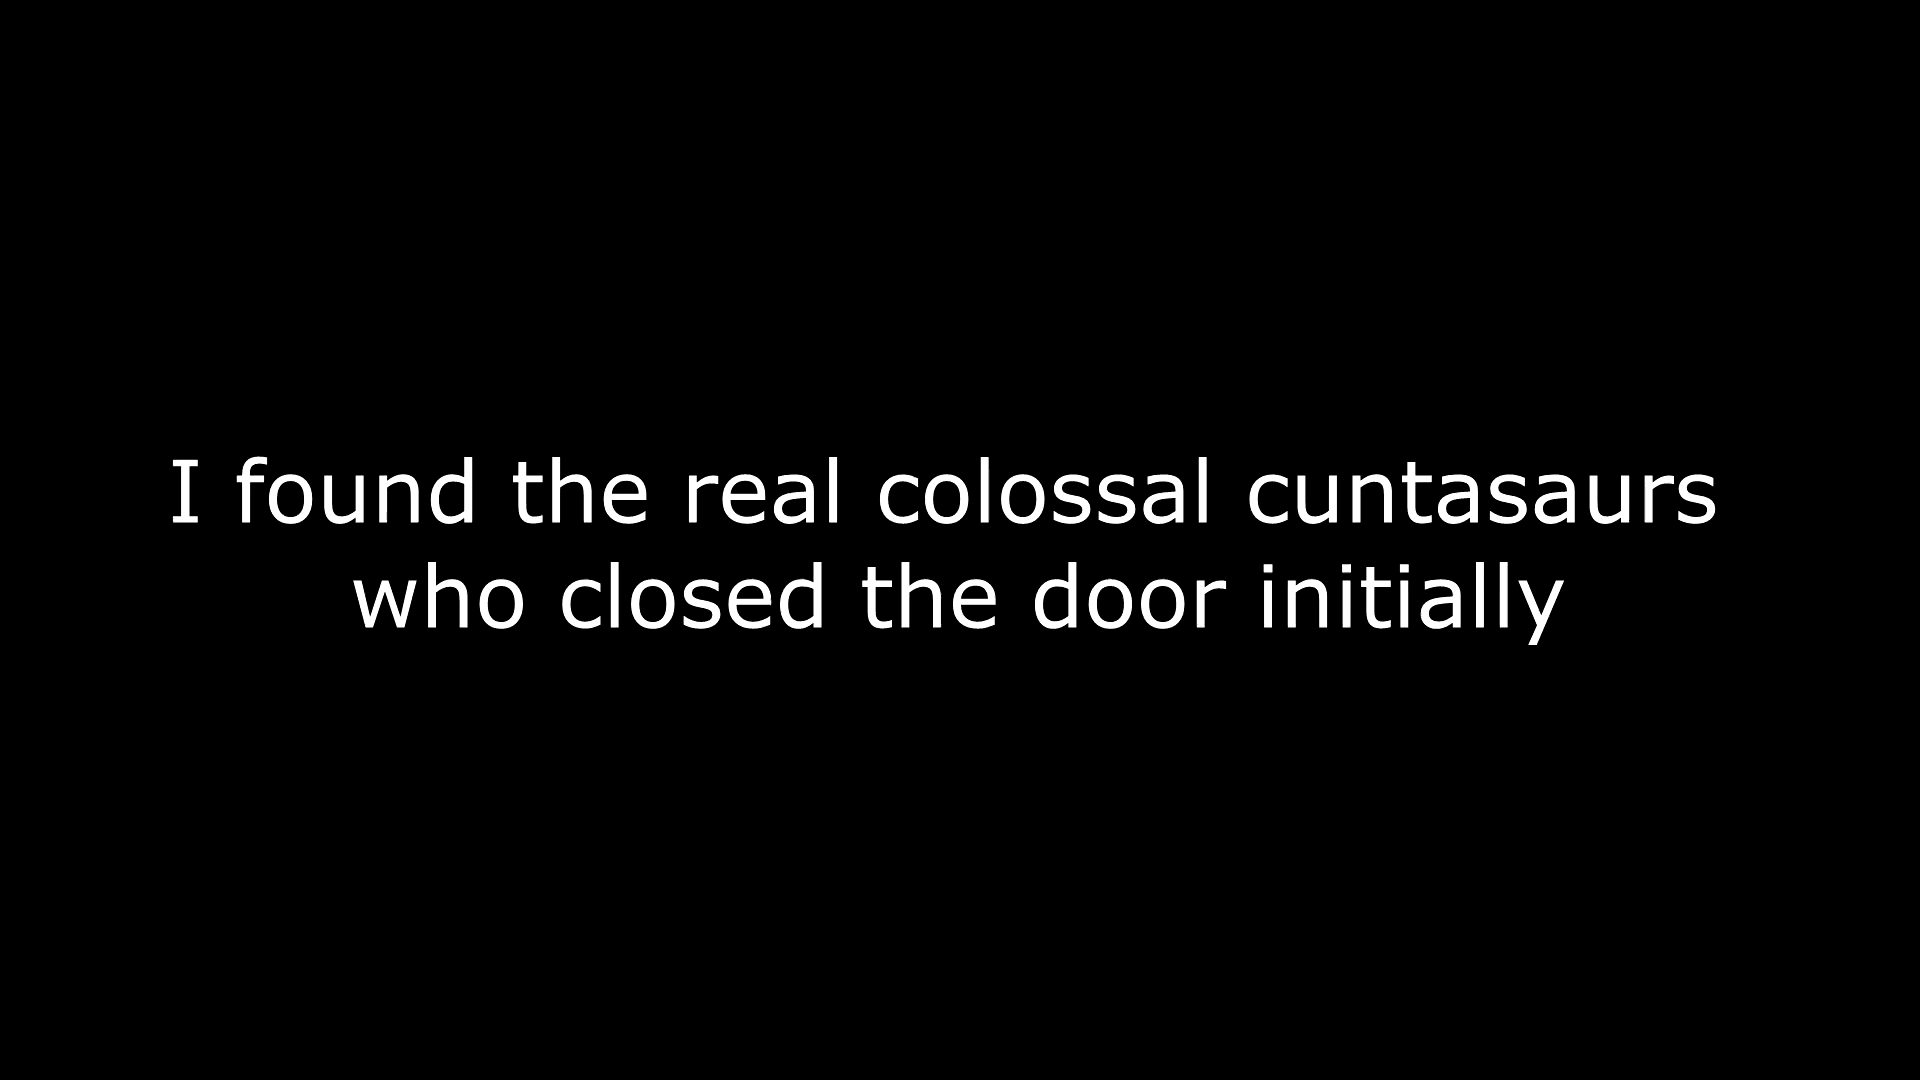 I found the real colossal cuntasaurs
who closed the door initially